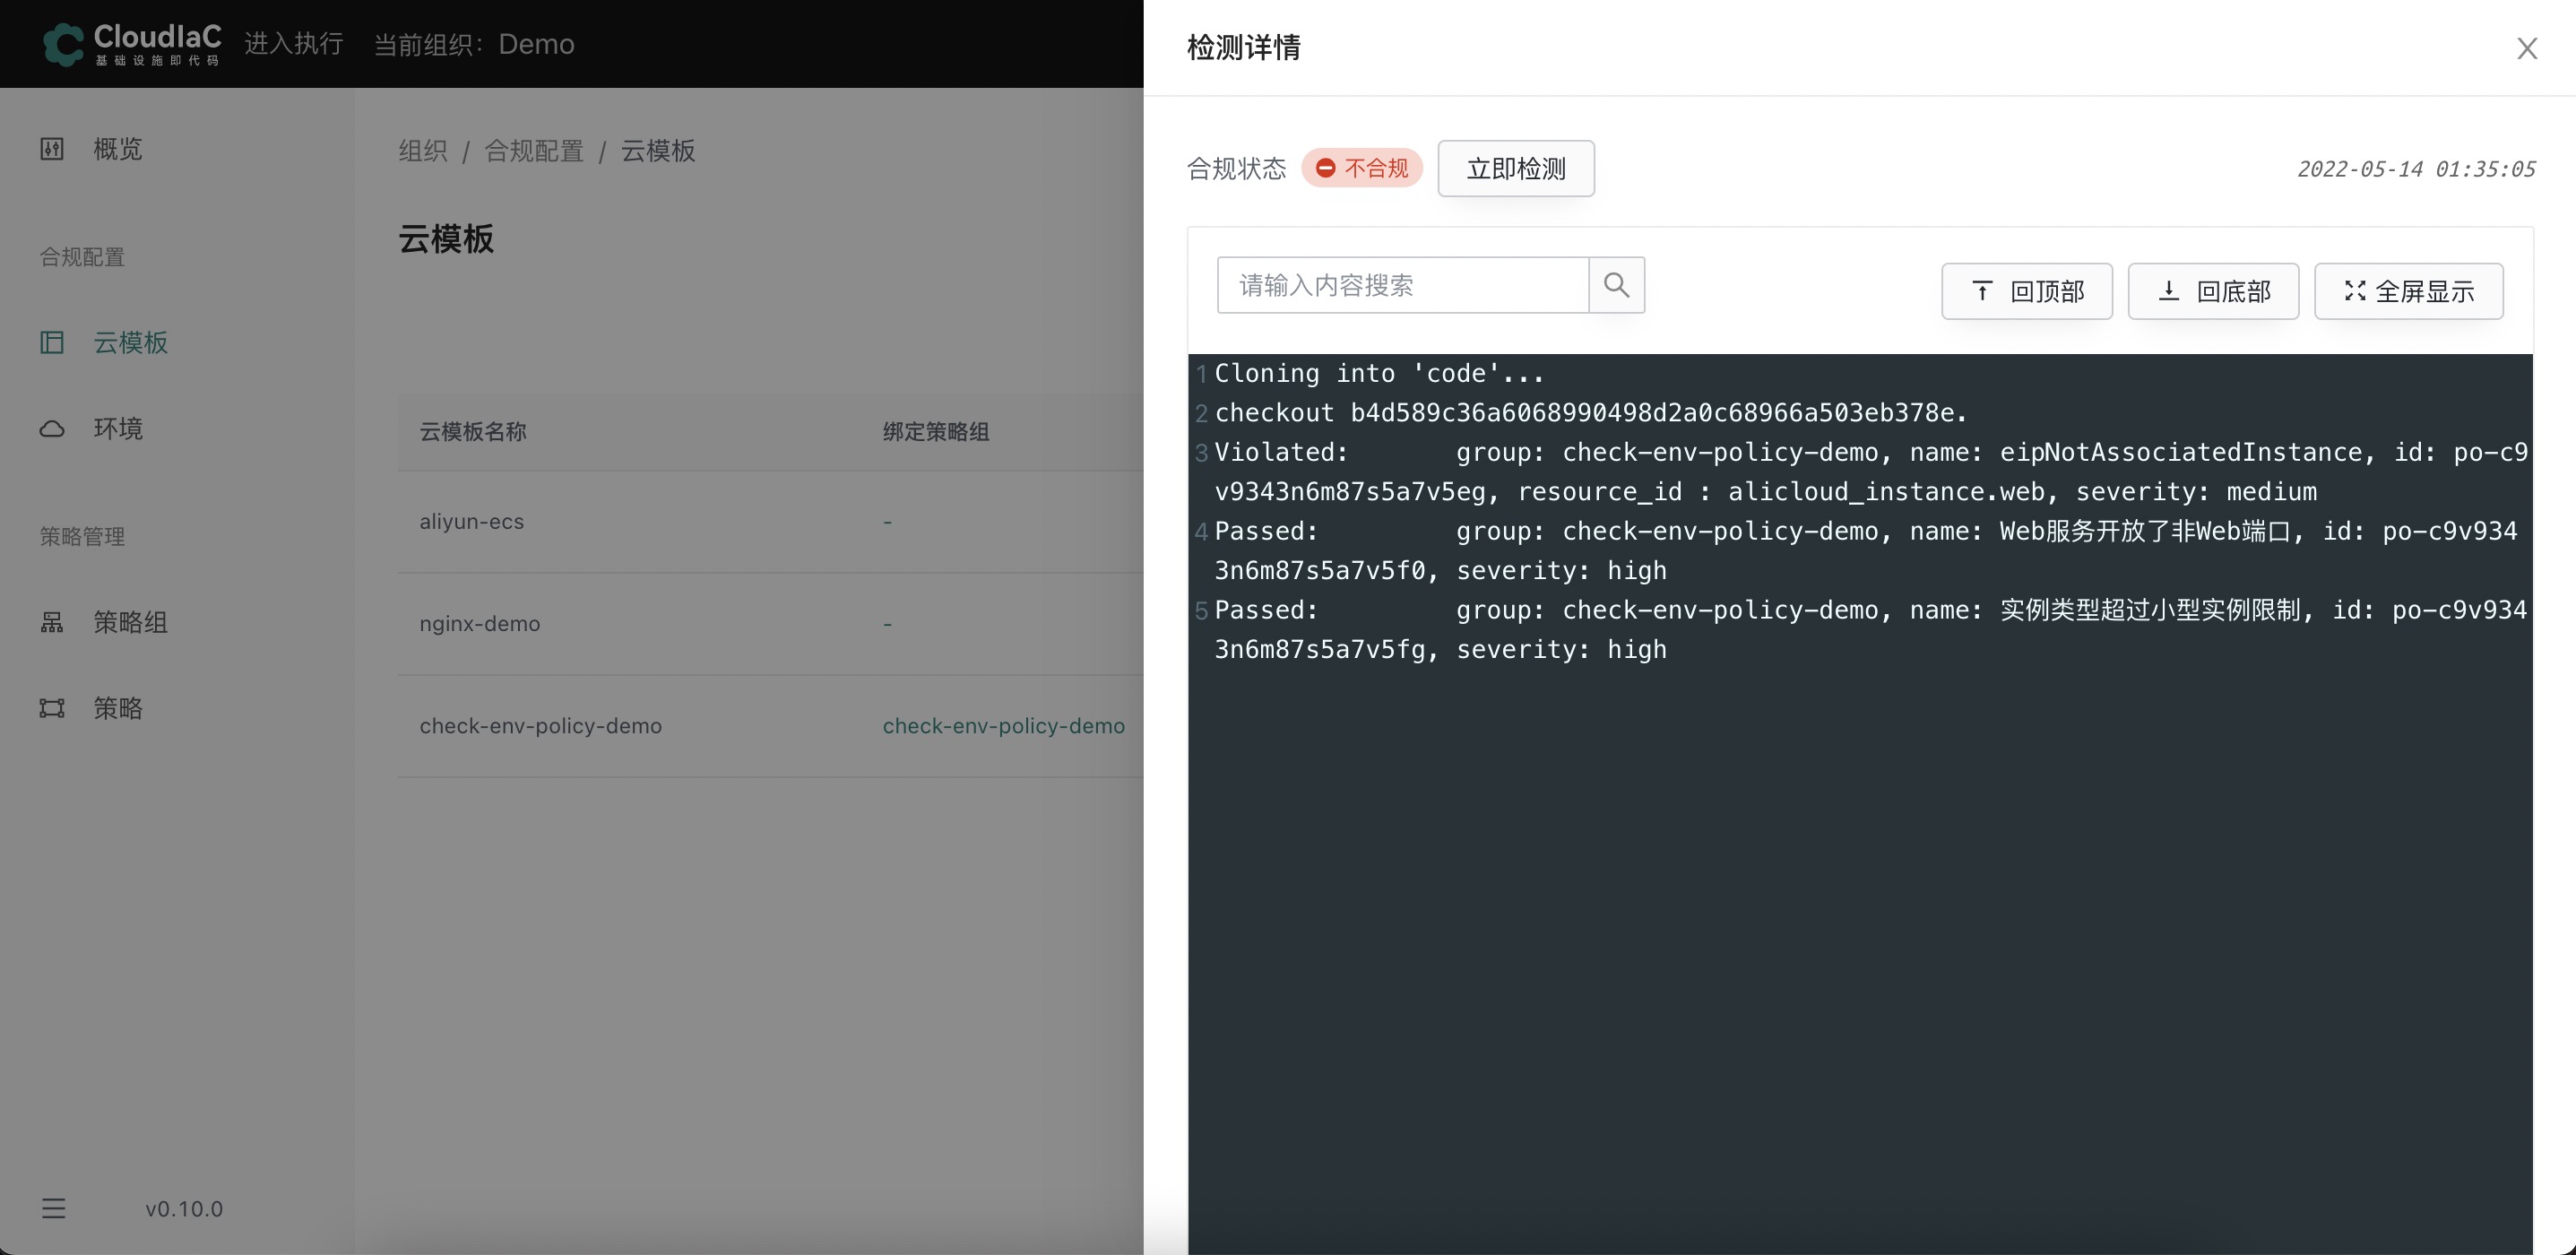 CloudIaC
基础设施即代码
进入执行
当前组织：Demo
概览
合规配置
云模板
环境
策略管理
策略组
策略
v0.10.0
组织 / 合规配置 / 云模板
云模板
云模板名称 绑定策略组
aliyun-ecs -
nginx-demo -
check-env-policy-demo check-env-policy-demo
检测详情
合规状态 不合规 立即检测 2022-05-14 01:35:05
请输入内容搜索 回顶部 回底部 全屏显示
1 Cloning into 'code'...
2 checkout b4d589c36a6068990498d2a0c68966a503eb378e.
3 Violated: group: check-env-policy-demo, name: eipNotAssociatedInstance, id: po-c9
v9343n6m87s5a7v5eg, resource_id : alicloud_instance.web, severity: medium
4 Passed: group: check-env-policy-demo, name: Web服务开放了非Web端口, id: po-c9v934
3n6m87s5a7v5f0, severity: high
5 Passed: group: check-env-policy-demo, name: 实例类型超过小型实例限制, id: po-c9v934
3n6m87s5a7v5fg, severity: high